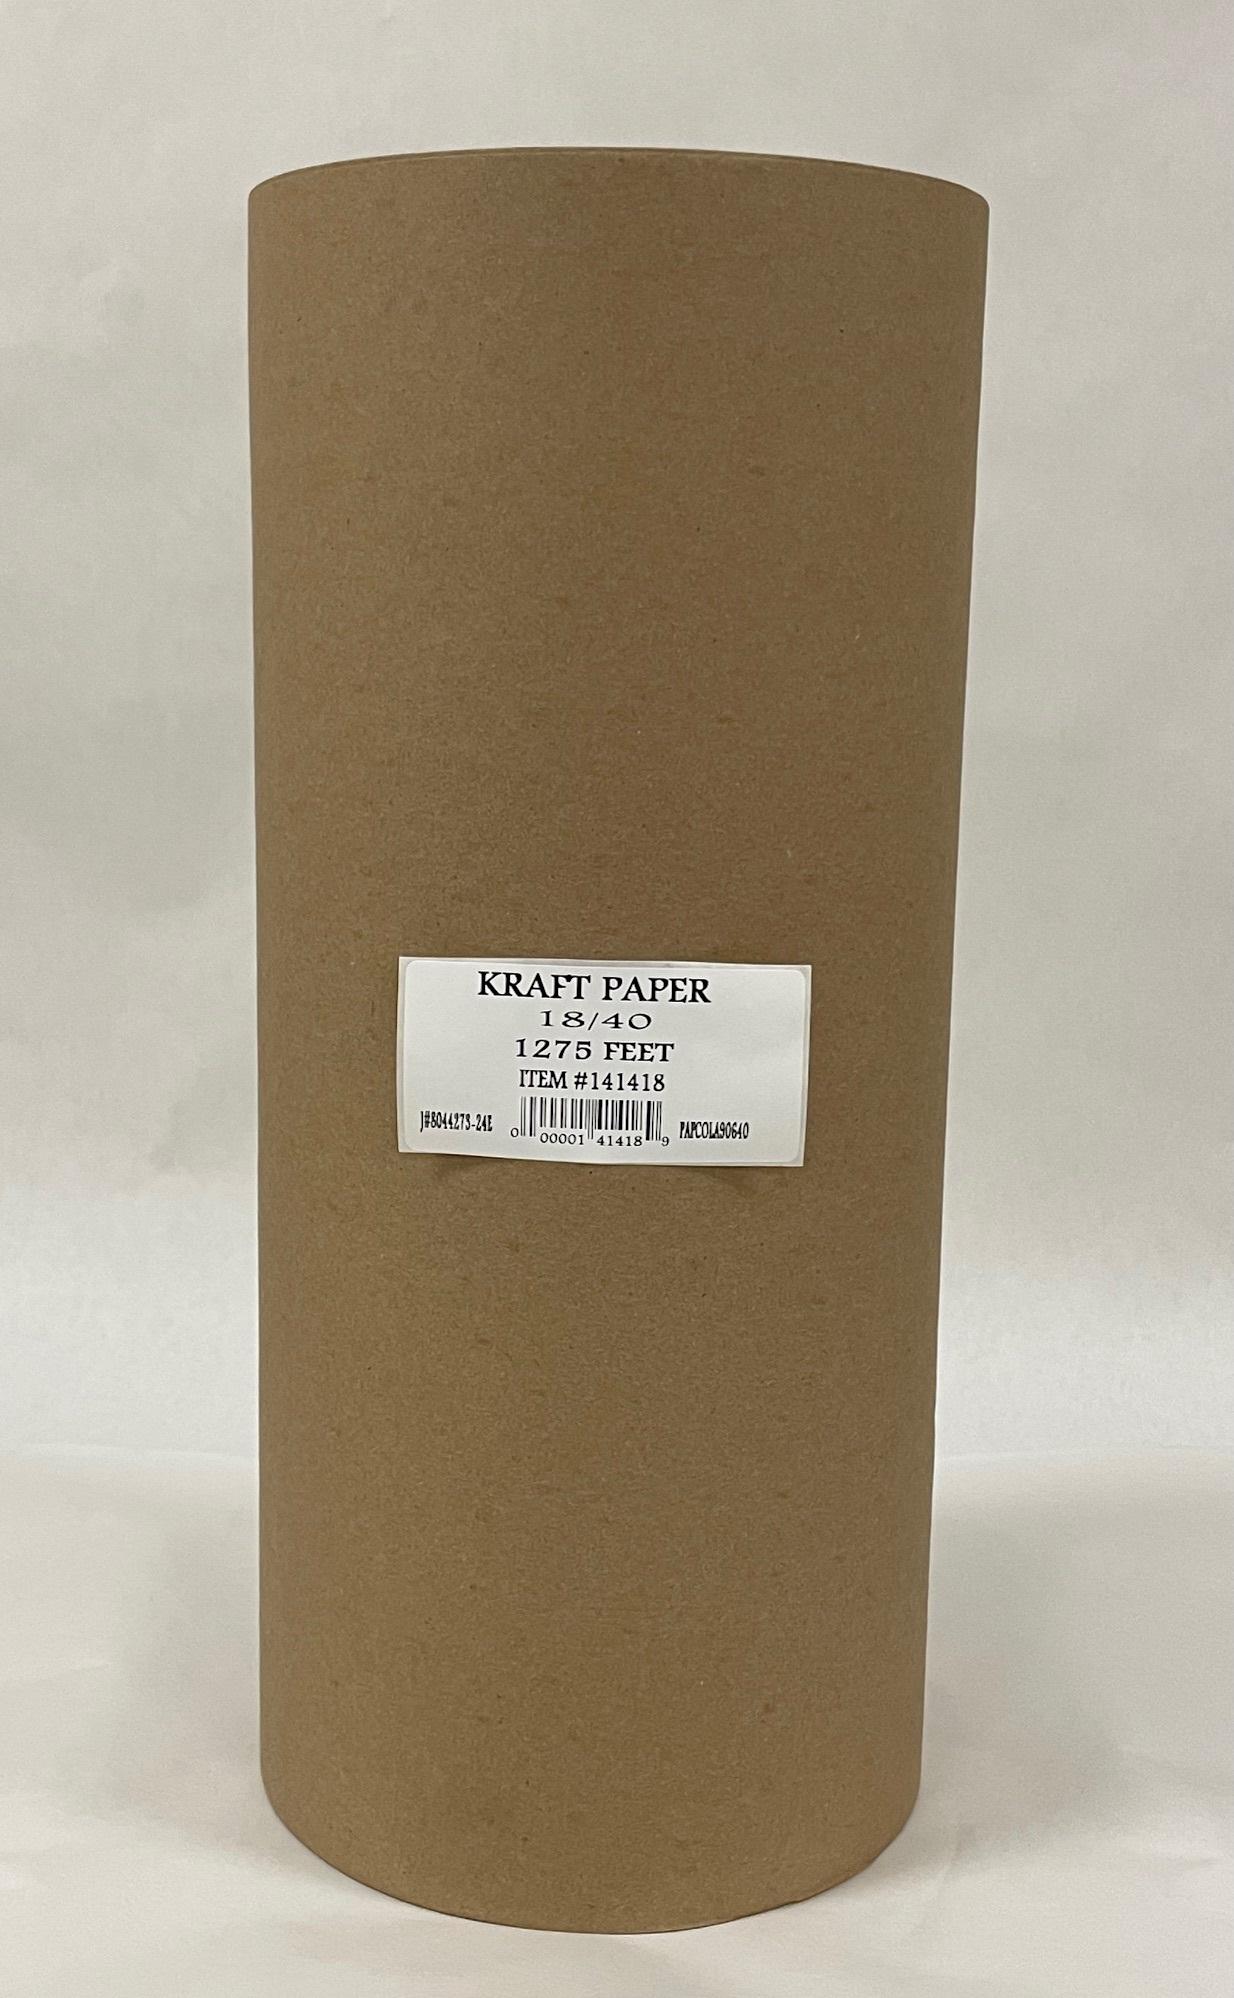 KRAFT PAPER
18/40
1275 FEET
ITEM #141418
J#8044273-24E
0 00001 41418 9
PAPCOLA90640